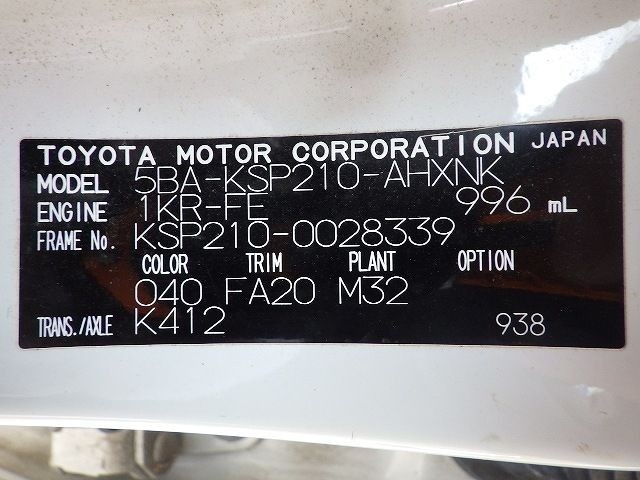 TOYOTA MOTOR CORPORATION JAPAN
MODEL 5BA-KSP210-AHXNK
ENGINE 1KR-FE 996 mL
FRAME No. KSP210-0028339
COLOR TRIM PLANT OPTION
040 FA20 M32
TRANS./AXLE K412 938